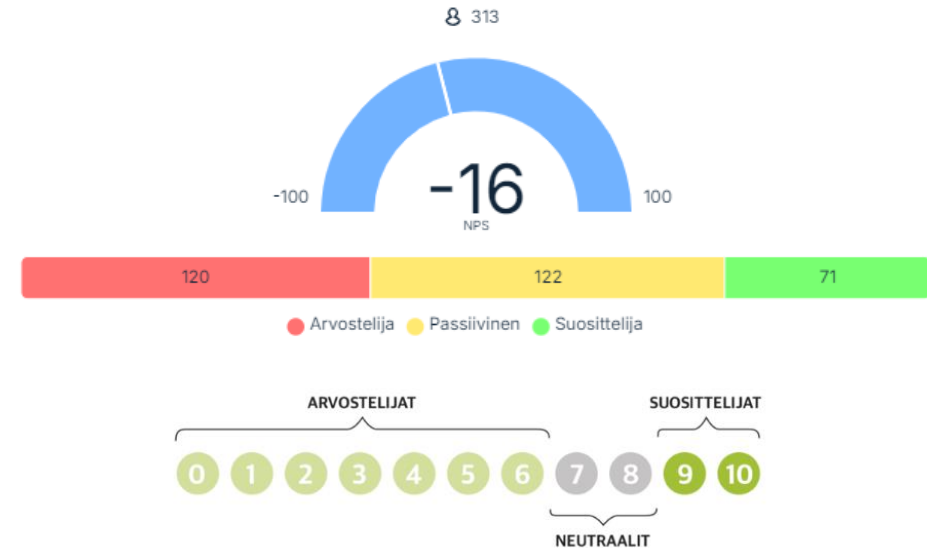 313
-100
-16
100
NPS
120 122 71
Arvostelija Passiivinen Suosittelija
ARVOSTELIJAT SUOSITTELIJAT
0 1 2 3 4 5 6 7 8 9 10
NEUTRAALIT